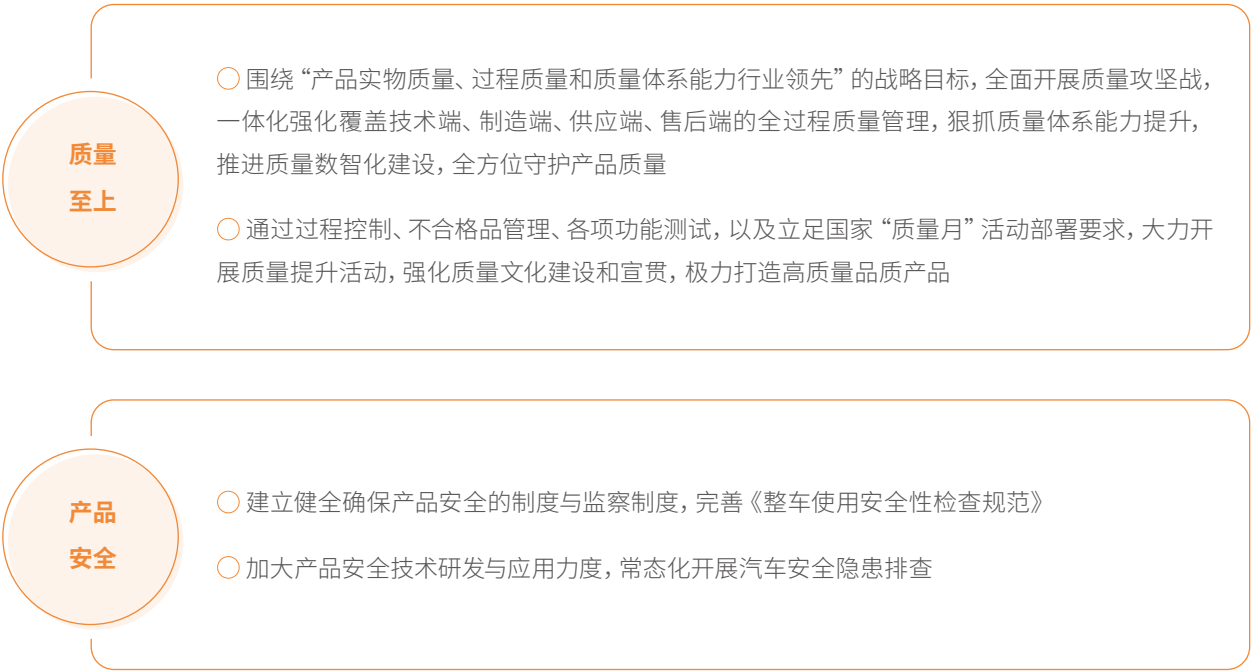 质量
至上
○ 围绕“产品实物质量、过程质量和质量体系能力行业领先”的战略目标，全面开展质量攻坚战，
一体化强化覆盖技术端、制造端、供应端、售后端的全过程质量管理，狠抓质量体系能力提升，
推进质量数智化建设，全方位守护产品质量
○ 通过过程控制、不合格品管理、各项功能测试，以及立足国家“质量月”活动部署要求，大力开
展质量提升活动，强化质量文化建设和宣贯，极力打造高质量品质产品
产品
安全
○ 建立健全确保产品安全的制度与监察制度，完善《整车使用安全性检查规范》
○ 加大产品安全技术研发与应用力度，常态化开展汽车安全隐患排查